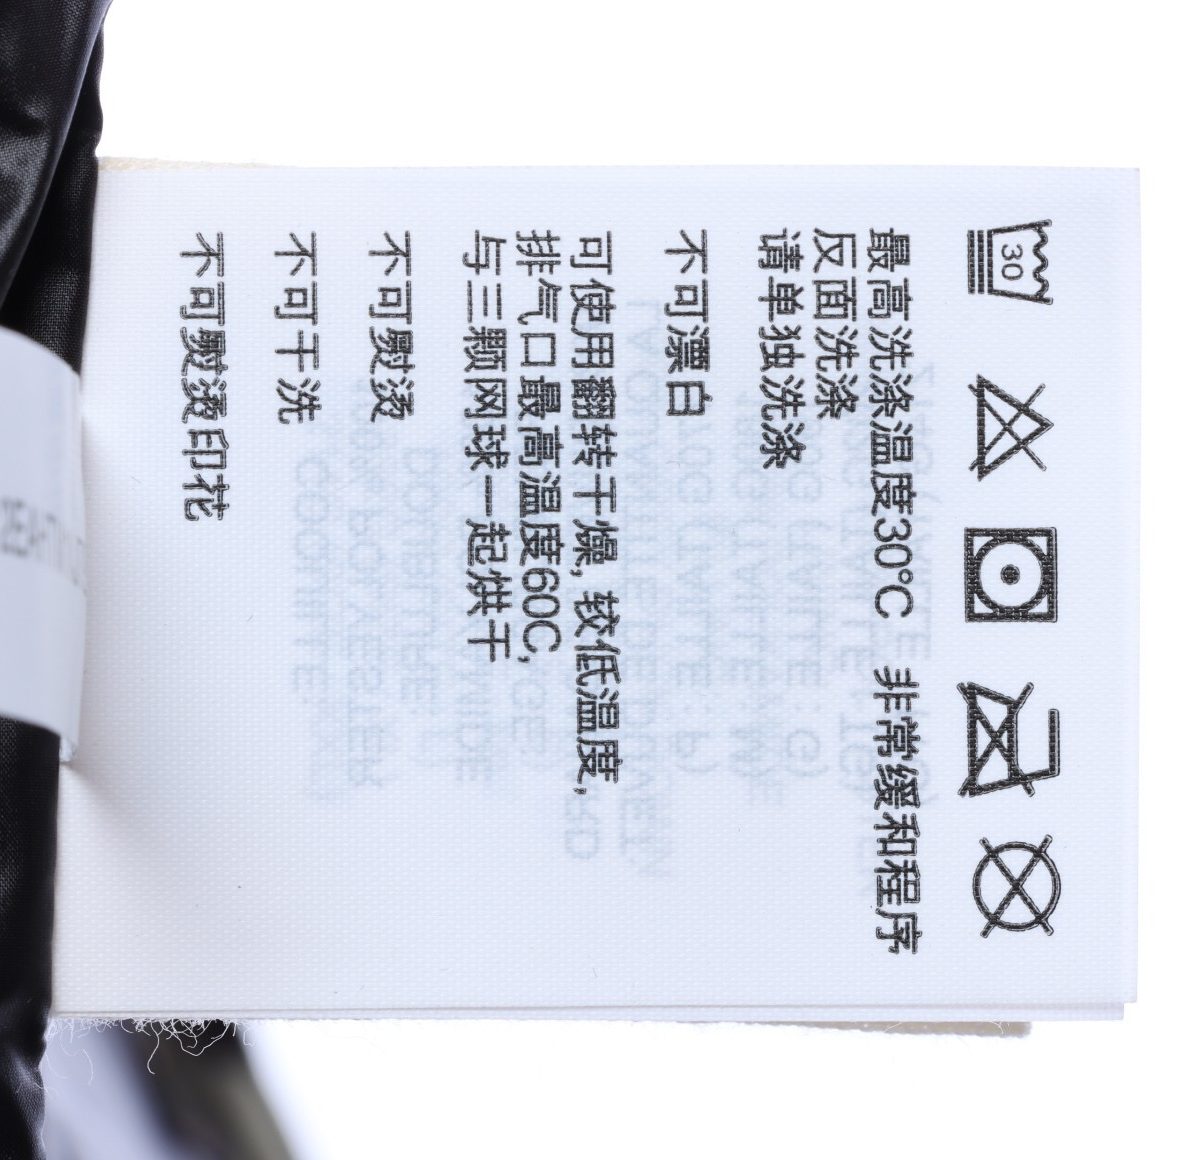 30
最高洗涤温度30°C 非常缓和程序
反面洗涤
请单独洗涤
不可漂白
可使用翻转干燥, 较低温度,
排气口最高温度60C,
与三颗网球一起烘干
不可熨烫
不可干洗
不可熨烫印花